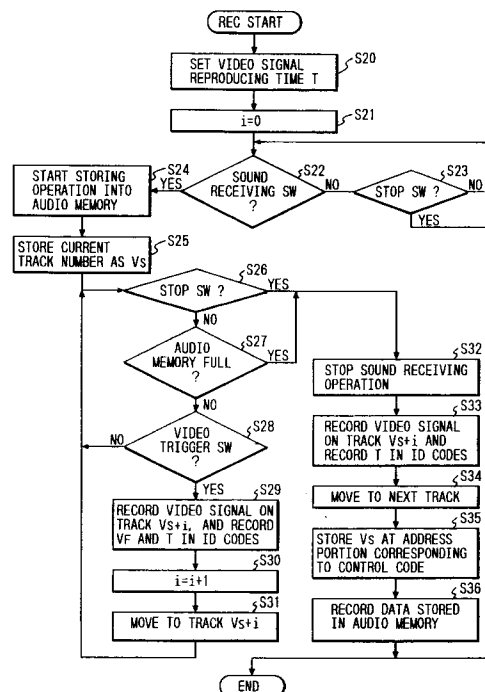 REC START
S20
SET VIDEO SIGNAL
REPRODUCING TIME T
S21
i=0
S22
SOUND
RECEIVING SW
?
YES
NO
S23
STOP SW ?
NO
YES
S24
START STORING
OPERATION INTO
AUDIO MEMORY
S25
STORE CURRENT
TRACK NUMBER AS VS
S26
STOP SW ?
YES
NO
S27
AUDIO
MEMORY FULL
?
YES
NO
S28
VIDEO
TRIGGER SW
?
NO
YES
S29
RECORD VIDEO SIGNAL ON
TRACK VS+i, AND RECORD
VF AND T IN ID CODES
S30
i=i+1
S31
MOVE TO TRACK VS+i
S32
STOP SOUND RECEIVING
OPERATION
S33
RECORD VIDEO SIGNAL
ON TRACK VS+i AND
RECORD T IN ID CODES
S34
MOVE TO NEXT TRACK
S35
STORE VS AT ADDRESS
PORTION CORRESPONDING
TO CONTROL CODE
S36
RECORD DATA STORED
IN AUDIO MEMORY
END